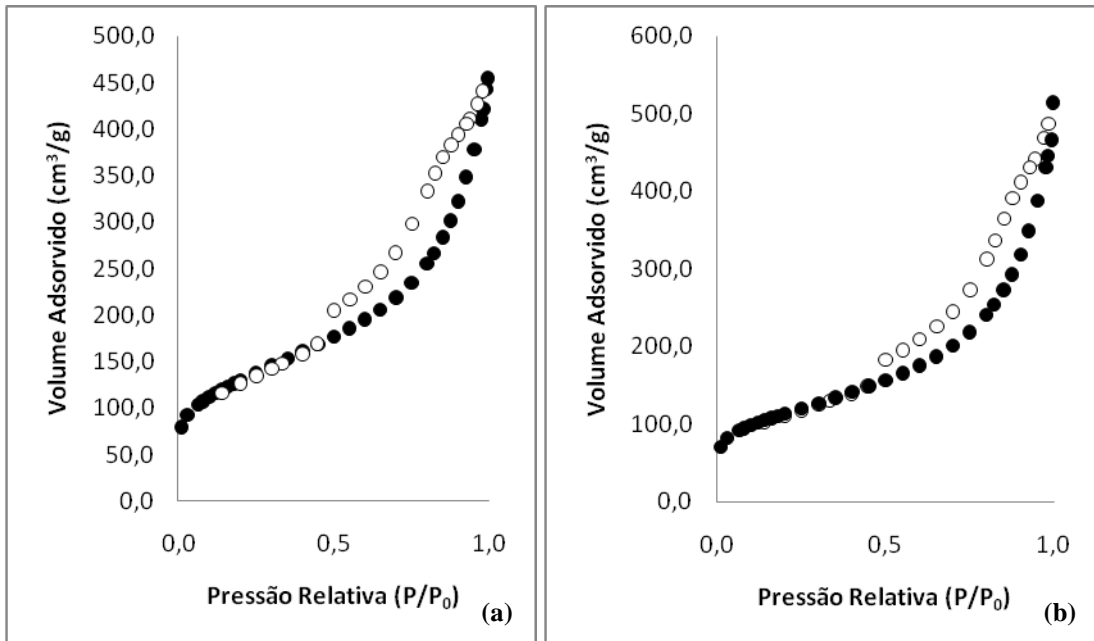 500,0
450,0
400,0
350,0
300,0
250,0
200,0
150,0
100,0
50,0
0,0
Volume Adsorvido (cm³/g)
0,0 0,5 1,0
Pressão Relativa (P/P₀)
(a)
600,0
500,0
400,0
300,0
200,0
100,0
0,0
Volume Adsorvido (cm³/g)
0,0 0,5 1,0
Pressão Relativa (P/P₀)
(b)